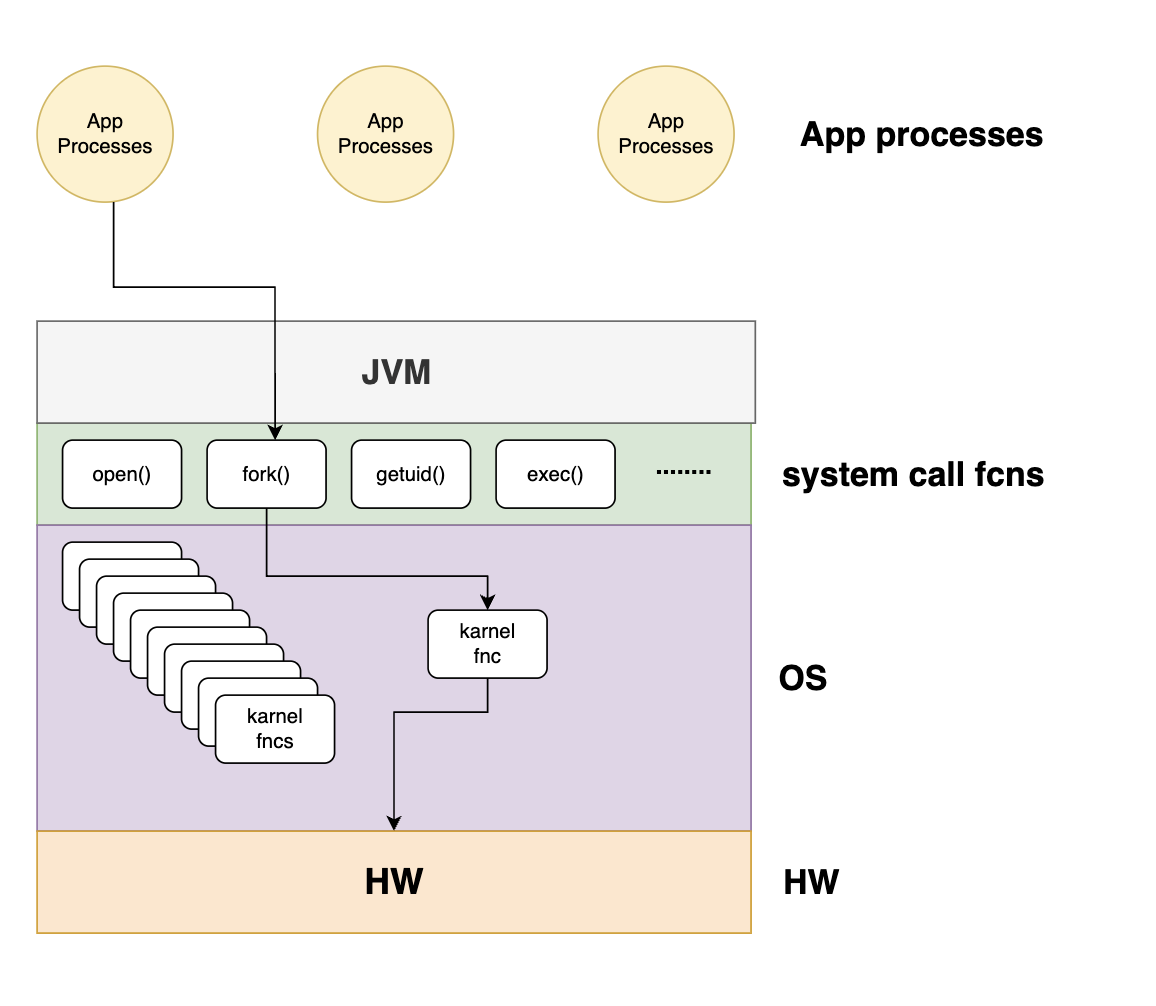 App
Processes
App
Processes
App
Processes
App processes
JVM
open()
fork()
getuid()
exec()
........
system call fcns
karnel
fnc
karnel
fncs
OS
HW
HW